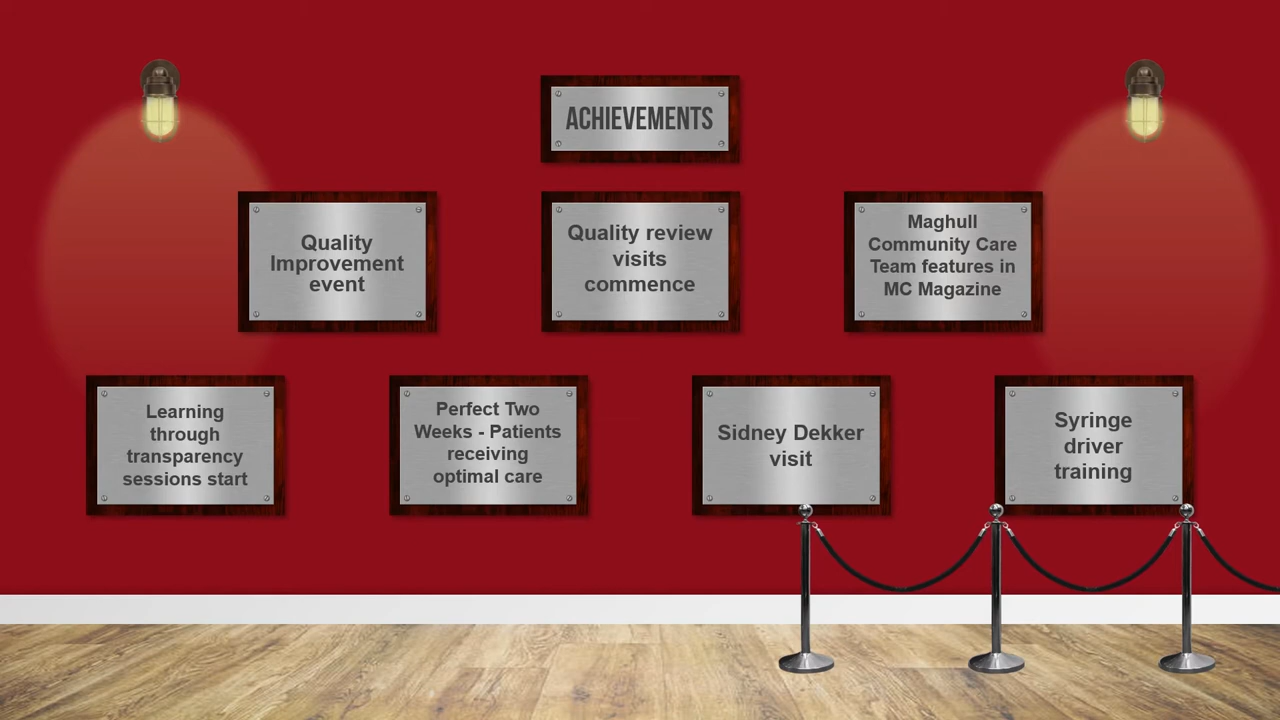 ACHIEVEMENTS
Quality
Improvement
event
Quality review
visits
commence
Maghull
Community Care
Team features in
MC Magazine
Learning
through
transparency
sessions start
Perfect Two
Weeks - Patients
receiving
optimal care
Sidney Dekker
visit
Syringe
driver
training